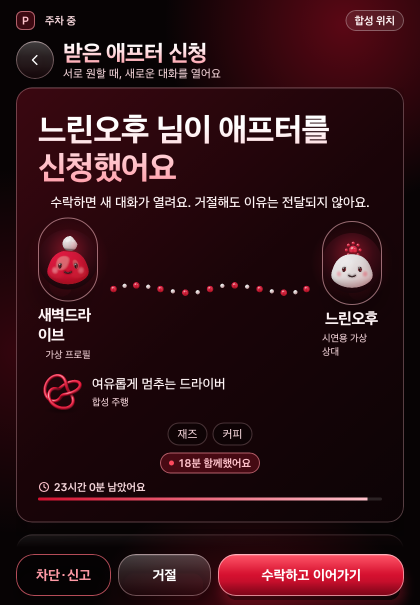 P 주차 중
합성 위치
받은 애프터 신청
서로 원할 때, 새로운 대화를 열어요
느린오후 님이 애프터를
신청했어요
수락하면 새 대화가 열려요. 거절해도 이유는 전달되지 않아요.
새벽드라
이브
가상 프로필
느린오후
시연용 가상
상대
여유롭게 멈추는 드라이버
합성 주행
재즈 커피
18분 함께했어요
23시간 0분 남았어요
차단·신고 거절 수락하고 이어가기